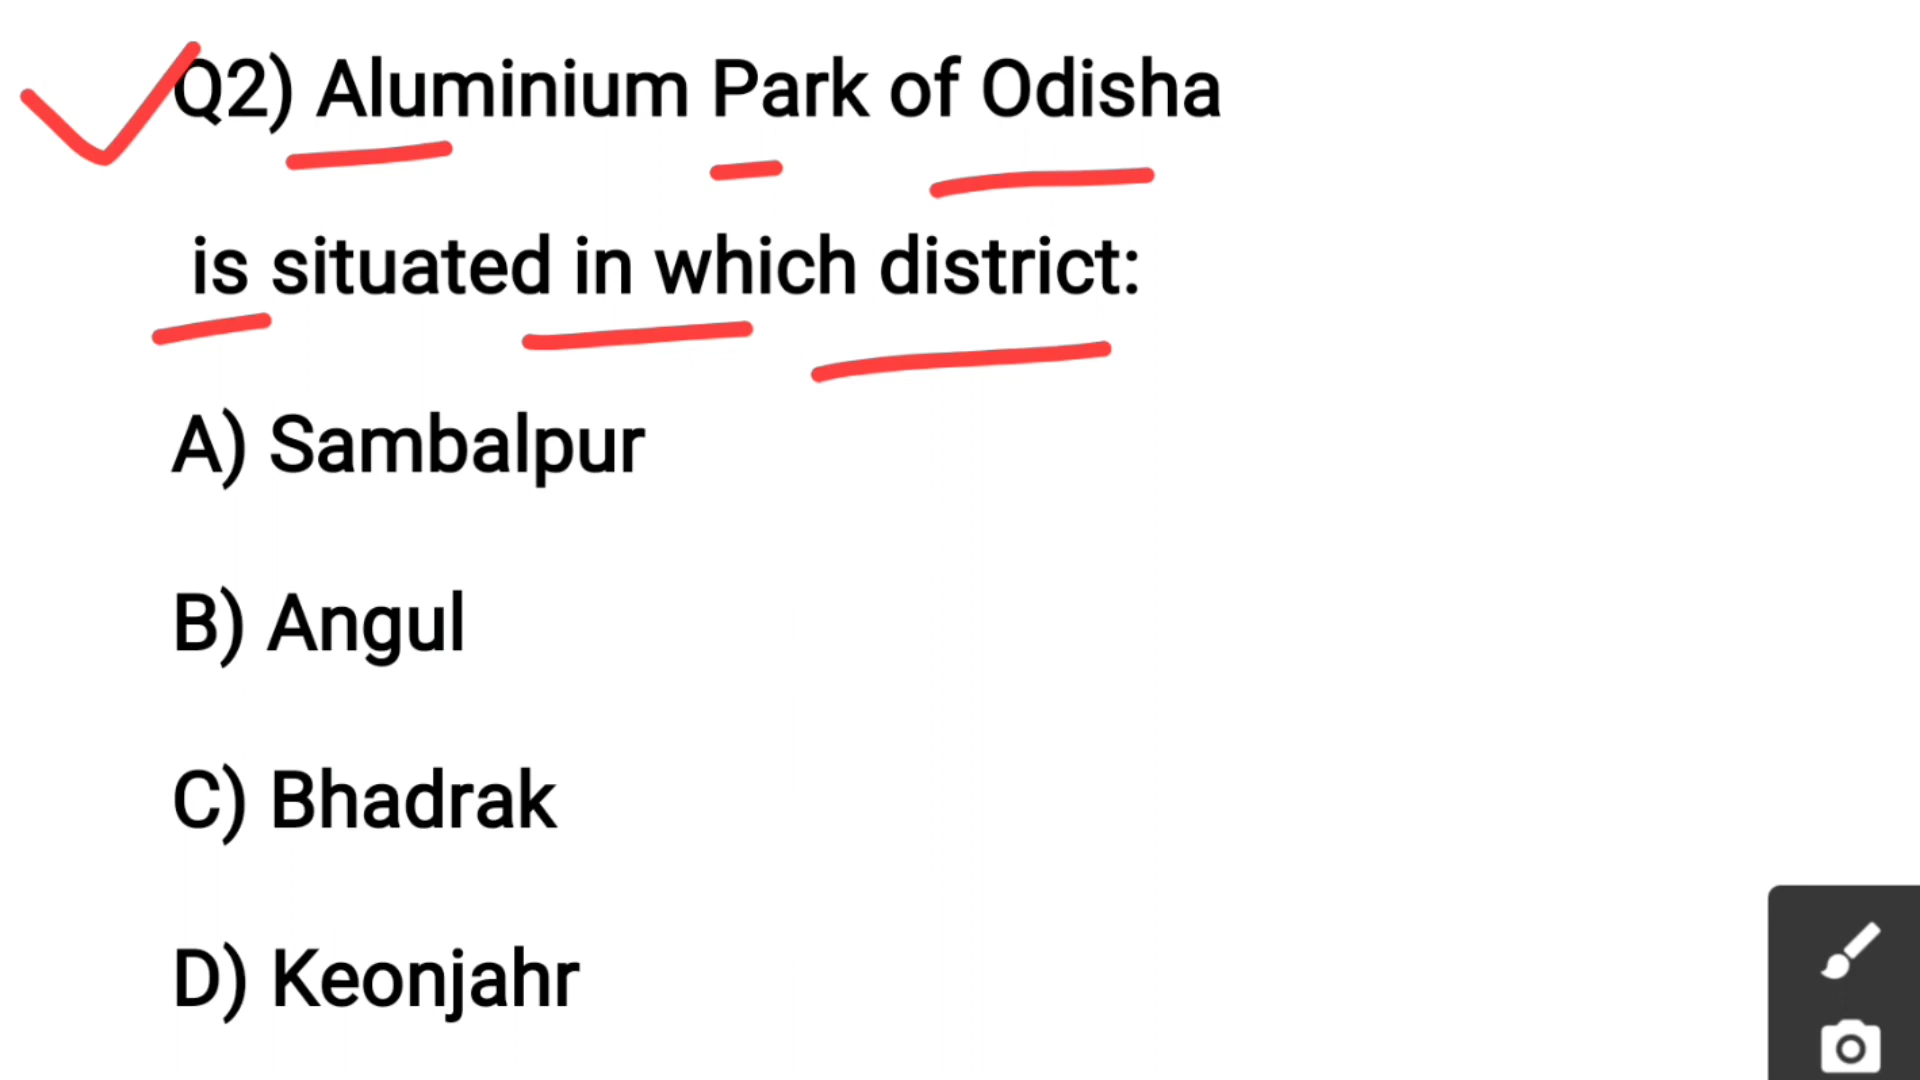 Q2) Aluminium Park of Odisha
is situated in which district:
A) Sambalpur
B) Angul
C) Bhadrak
D) Keonjahr